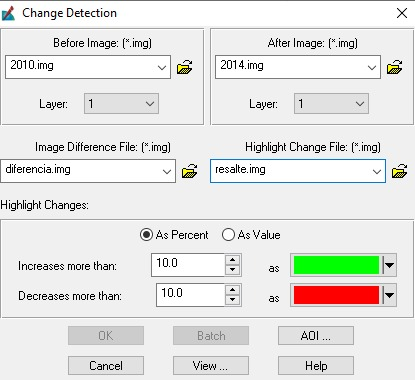 Change Detection
Before Image: (*.img) After Image: (*.img)
2010.img 2014.img
Layer: 1 Layer: 1
Image Difference File: (*.img) Highlight Change File: (*.img)
diferencia.img resalte.img
Highlight Changes:
As Percent As Value
Increases more than: 10.0 as
Decreases more than: 10.0 as
OK Batch AOI ...
Cancel View ... Help